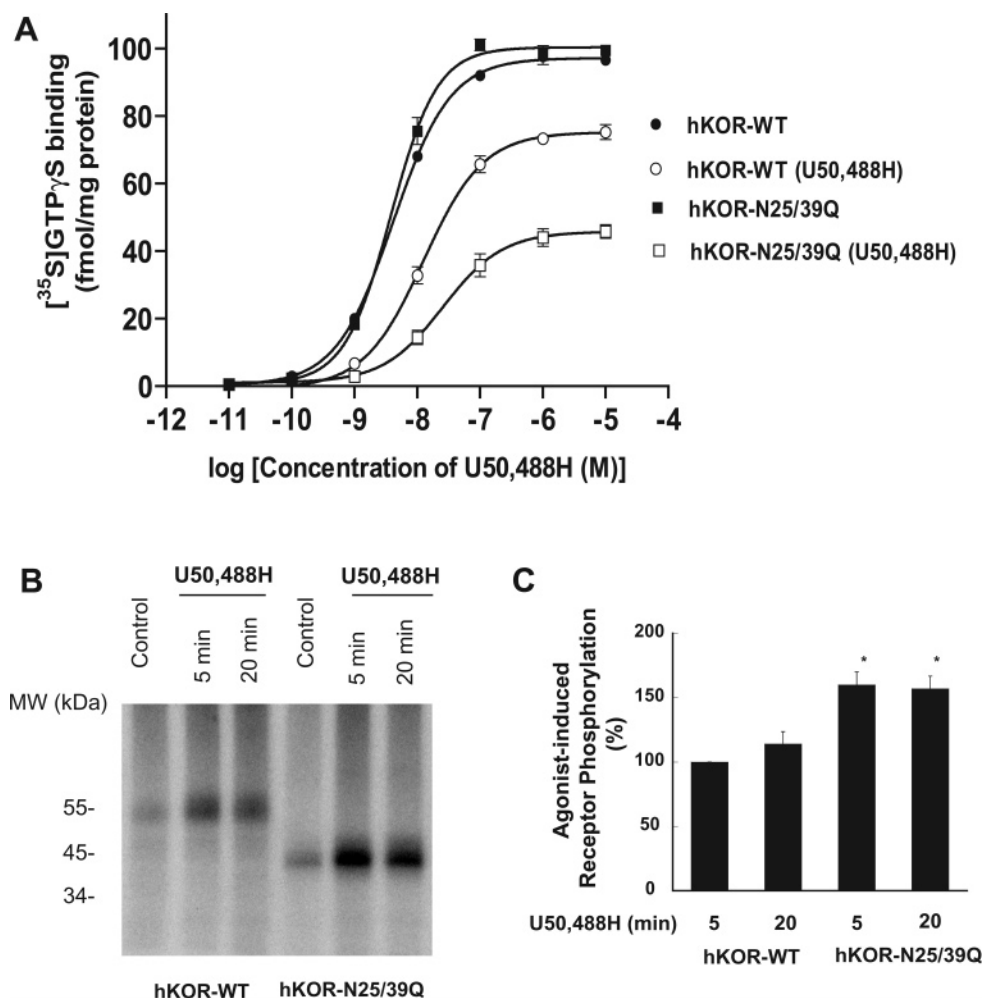 A
[35S]GTPγS binding
(fmol/mg protein)
100
80
60
40
20
0
-12 -11 -10 -9 -8 -7 -6 -5 -4
log [Concentration of U50,488H (M)]
hKOR-WT
hKOR-WT (U50,488H)
hKOR-N25/39Q
hKOR-N25/39Q (U50,488H)
B
U50,488H U50,488H
Control 5 min 20 min Control 5 min 20 min
MW (kDa)
55-
45-
34-
hKOR-WT hKOR-N25/39Q
C
Agonist-induced
Receptor Phosphorylation
(%)
200
150
100
50
0
* *
U50,488H (min) 5 20 5 20
hKOR-WT hKOR-N25/39Q